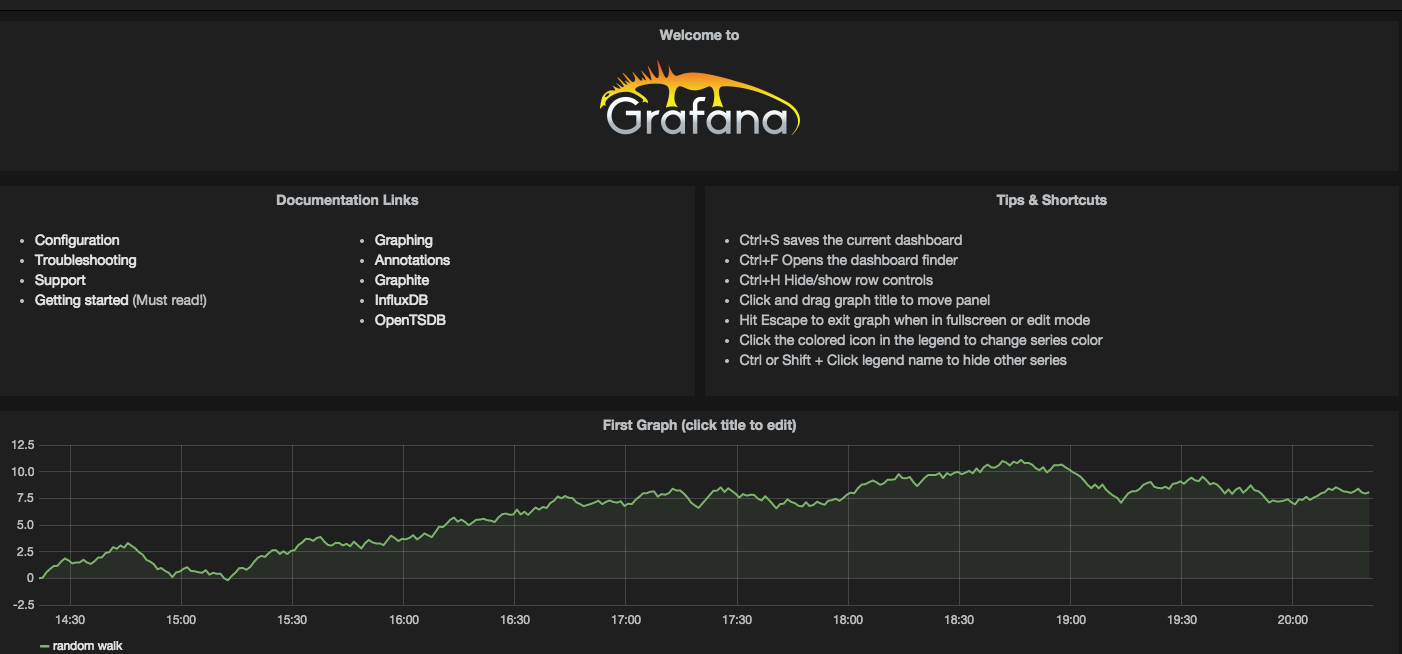 Welcome to
Grafana
Documentation Links
Configuration
Troubleshooting
Support
Getting started (Must read!)
Graphing
Annotations
Graphite
InfluxDB
OpenTSDB
Tips & Shortcuts
Ctrl+S saves the current dashboard
Ctrl+F Opens the dashboard finder
Ctrl+H Hide/show row controls
Click and drag graph title to move panel
Hit Escape to exit graph when in fullscreen or edit mode
Click the colored icon in the legend to change series color
Ctrl or Shift + Click legend name to hide other series
First Graph (click title to edit)
12.5
10.0
7.5
5.0
2.5
0
-2.5
14:30 15:00 15:30 16:00 16:30 17:00 17:30 18:00 18:30 19:00 19:30 20:00
random walk